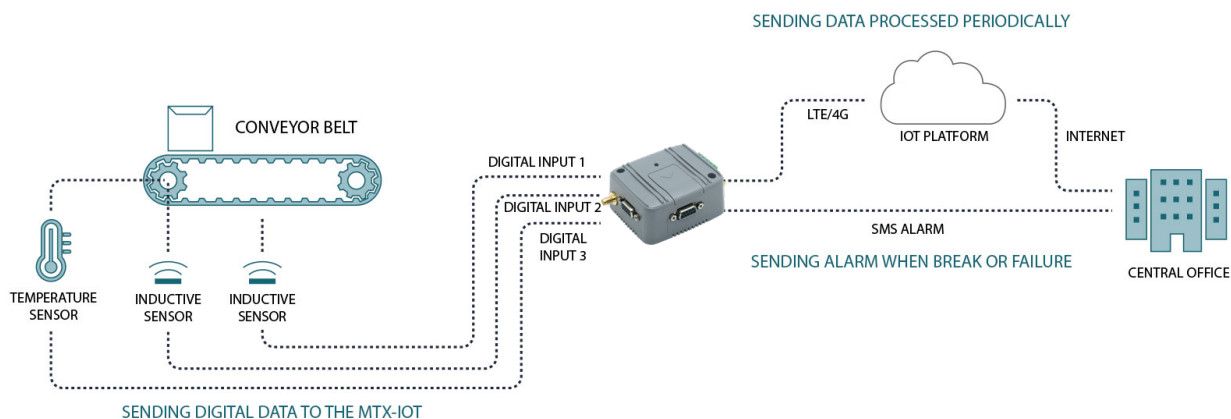 SENDING DATA PROCESSED PERIODICALLY
CONVEYOR BELT
LTE/4G
IOT PLATFORM
INTERNET
DIGITAL INPUT 1
DIGITAL INPUT 2
DIGITAL
INPUT 3
SMS ALARM
SENDING ALARM WHEN BREAK OR FAILURE
CENTRAL OFFICE
TEMPERATURE
SENSOR
INDUCTIVE
SENSOR
INDUCTIVE
SENSOR
SENDING DIGITAL DATA TO THE MTX-IOT